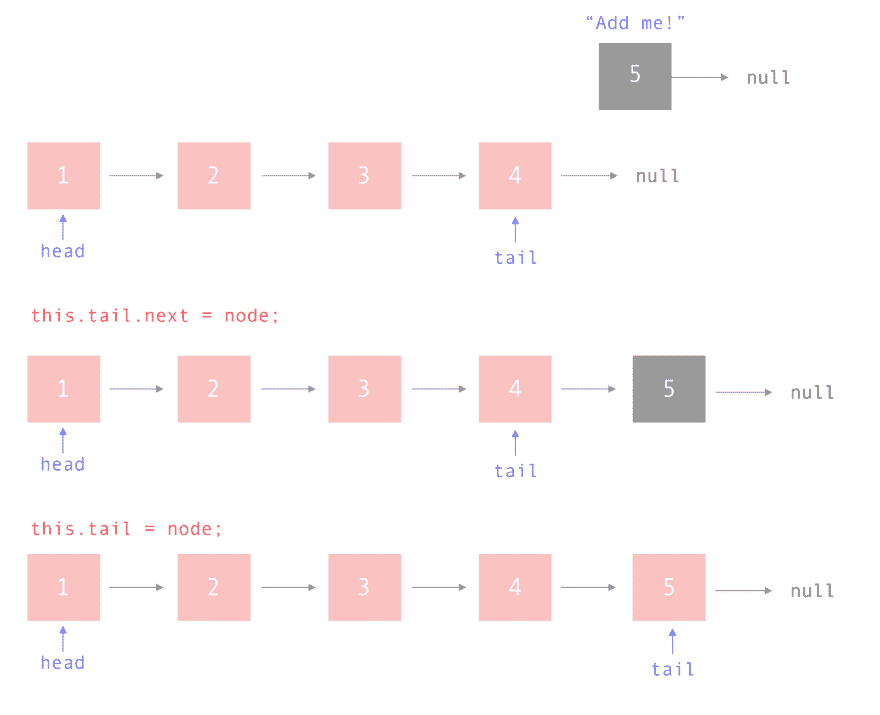 “Add me!”
5 null
1 2 3 4 null
head tail
this.tail.next = node;
1 2 3 4 5 null
head tail
this.tail = node;
1 2 3 4 5 null
head tail